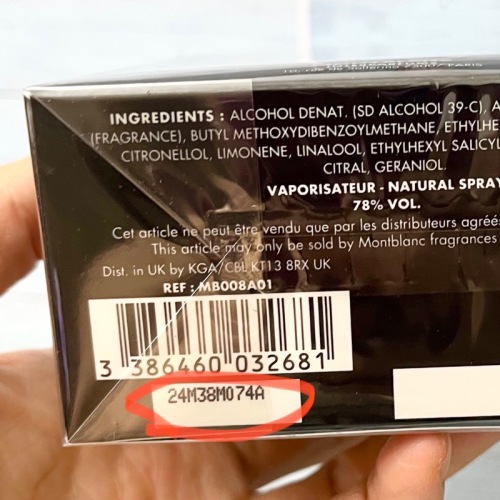 INGREDIENTS : ALCOHOL DENAT. (SD ALCOHOL 39-C),
(FRAGRANCE), BUTYL METHOXYDIBENZOYLMETHANE,
CITRONELLOL, LIMONENE, LINALOOL, ETHYLHEXYL
CITRAL, GERANIOL.
VAPORISATEUR - NATURAL SPRAY
78% VOL.
Cet article ne peut être vendu que par les distributeurs agréés
This article may only be sold by Montblanc fragrances
Dist. in UK by KGA/CBL KT13 8RX UK
REF : MB008A01
3 386460 032681
24M38M074A